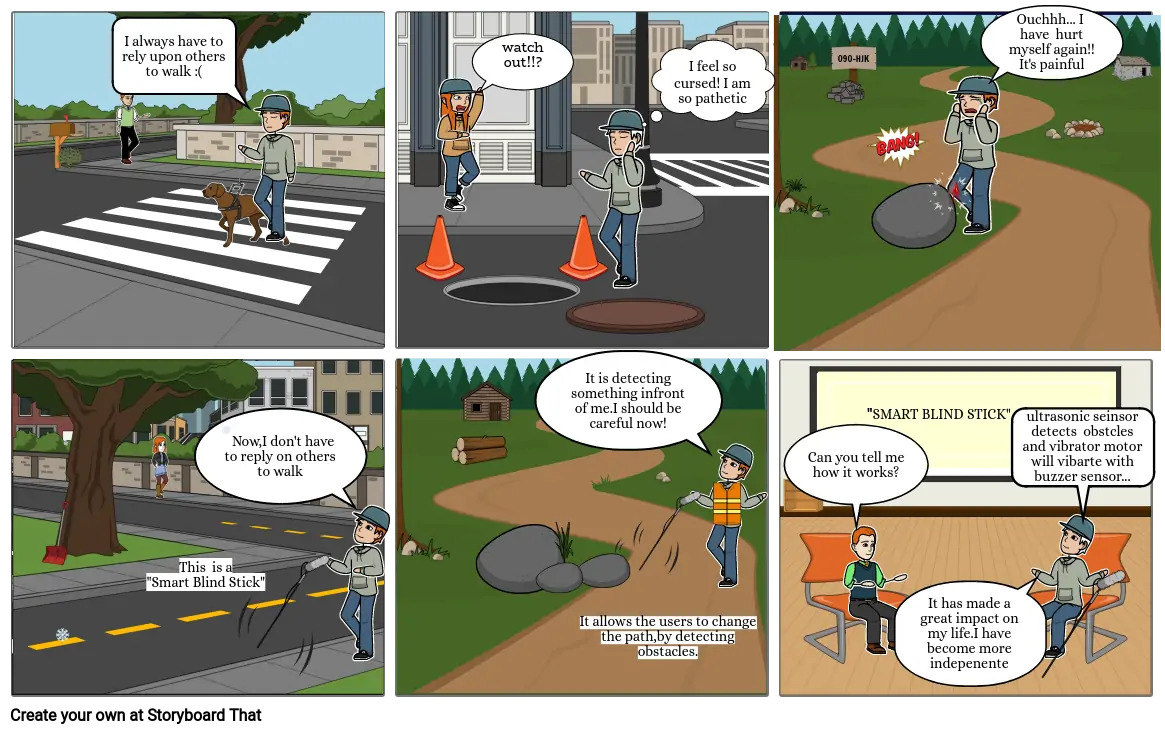 I always have to
rely upon others
to walk :(
watch
out!!?
I feel so
cursed! I am
so pathetic
Ouchhh... I
have hurt
myself again!!
It's painful
O9O-HJK
BANG!
Now,I don't have
to reply on others
to walk
This is a
"Smart Blind Stick"
It is detecting
something infront
of me.I should be
careful now!
It allows the users to change
the path,by detecting
obstacles.
"SMART BLIND STICK"
Can you tell me
how it works?
ultrasonic seinsor
detects obstcles
and vibrator motor
will vibarte with
buzzer sensor...
It has made a
great impact on
my life.I have
become more
indepenente
Create your own at Storyboard That